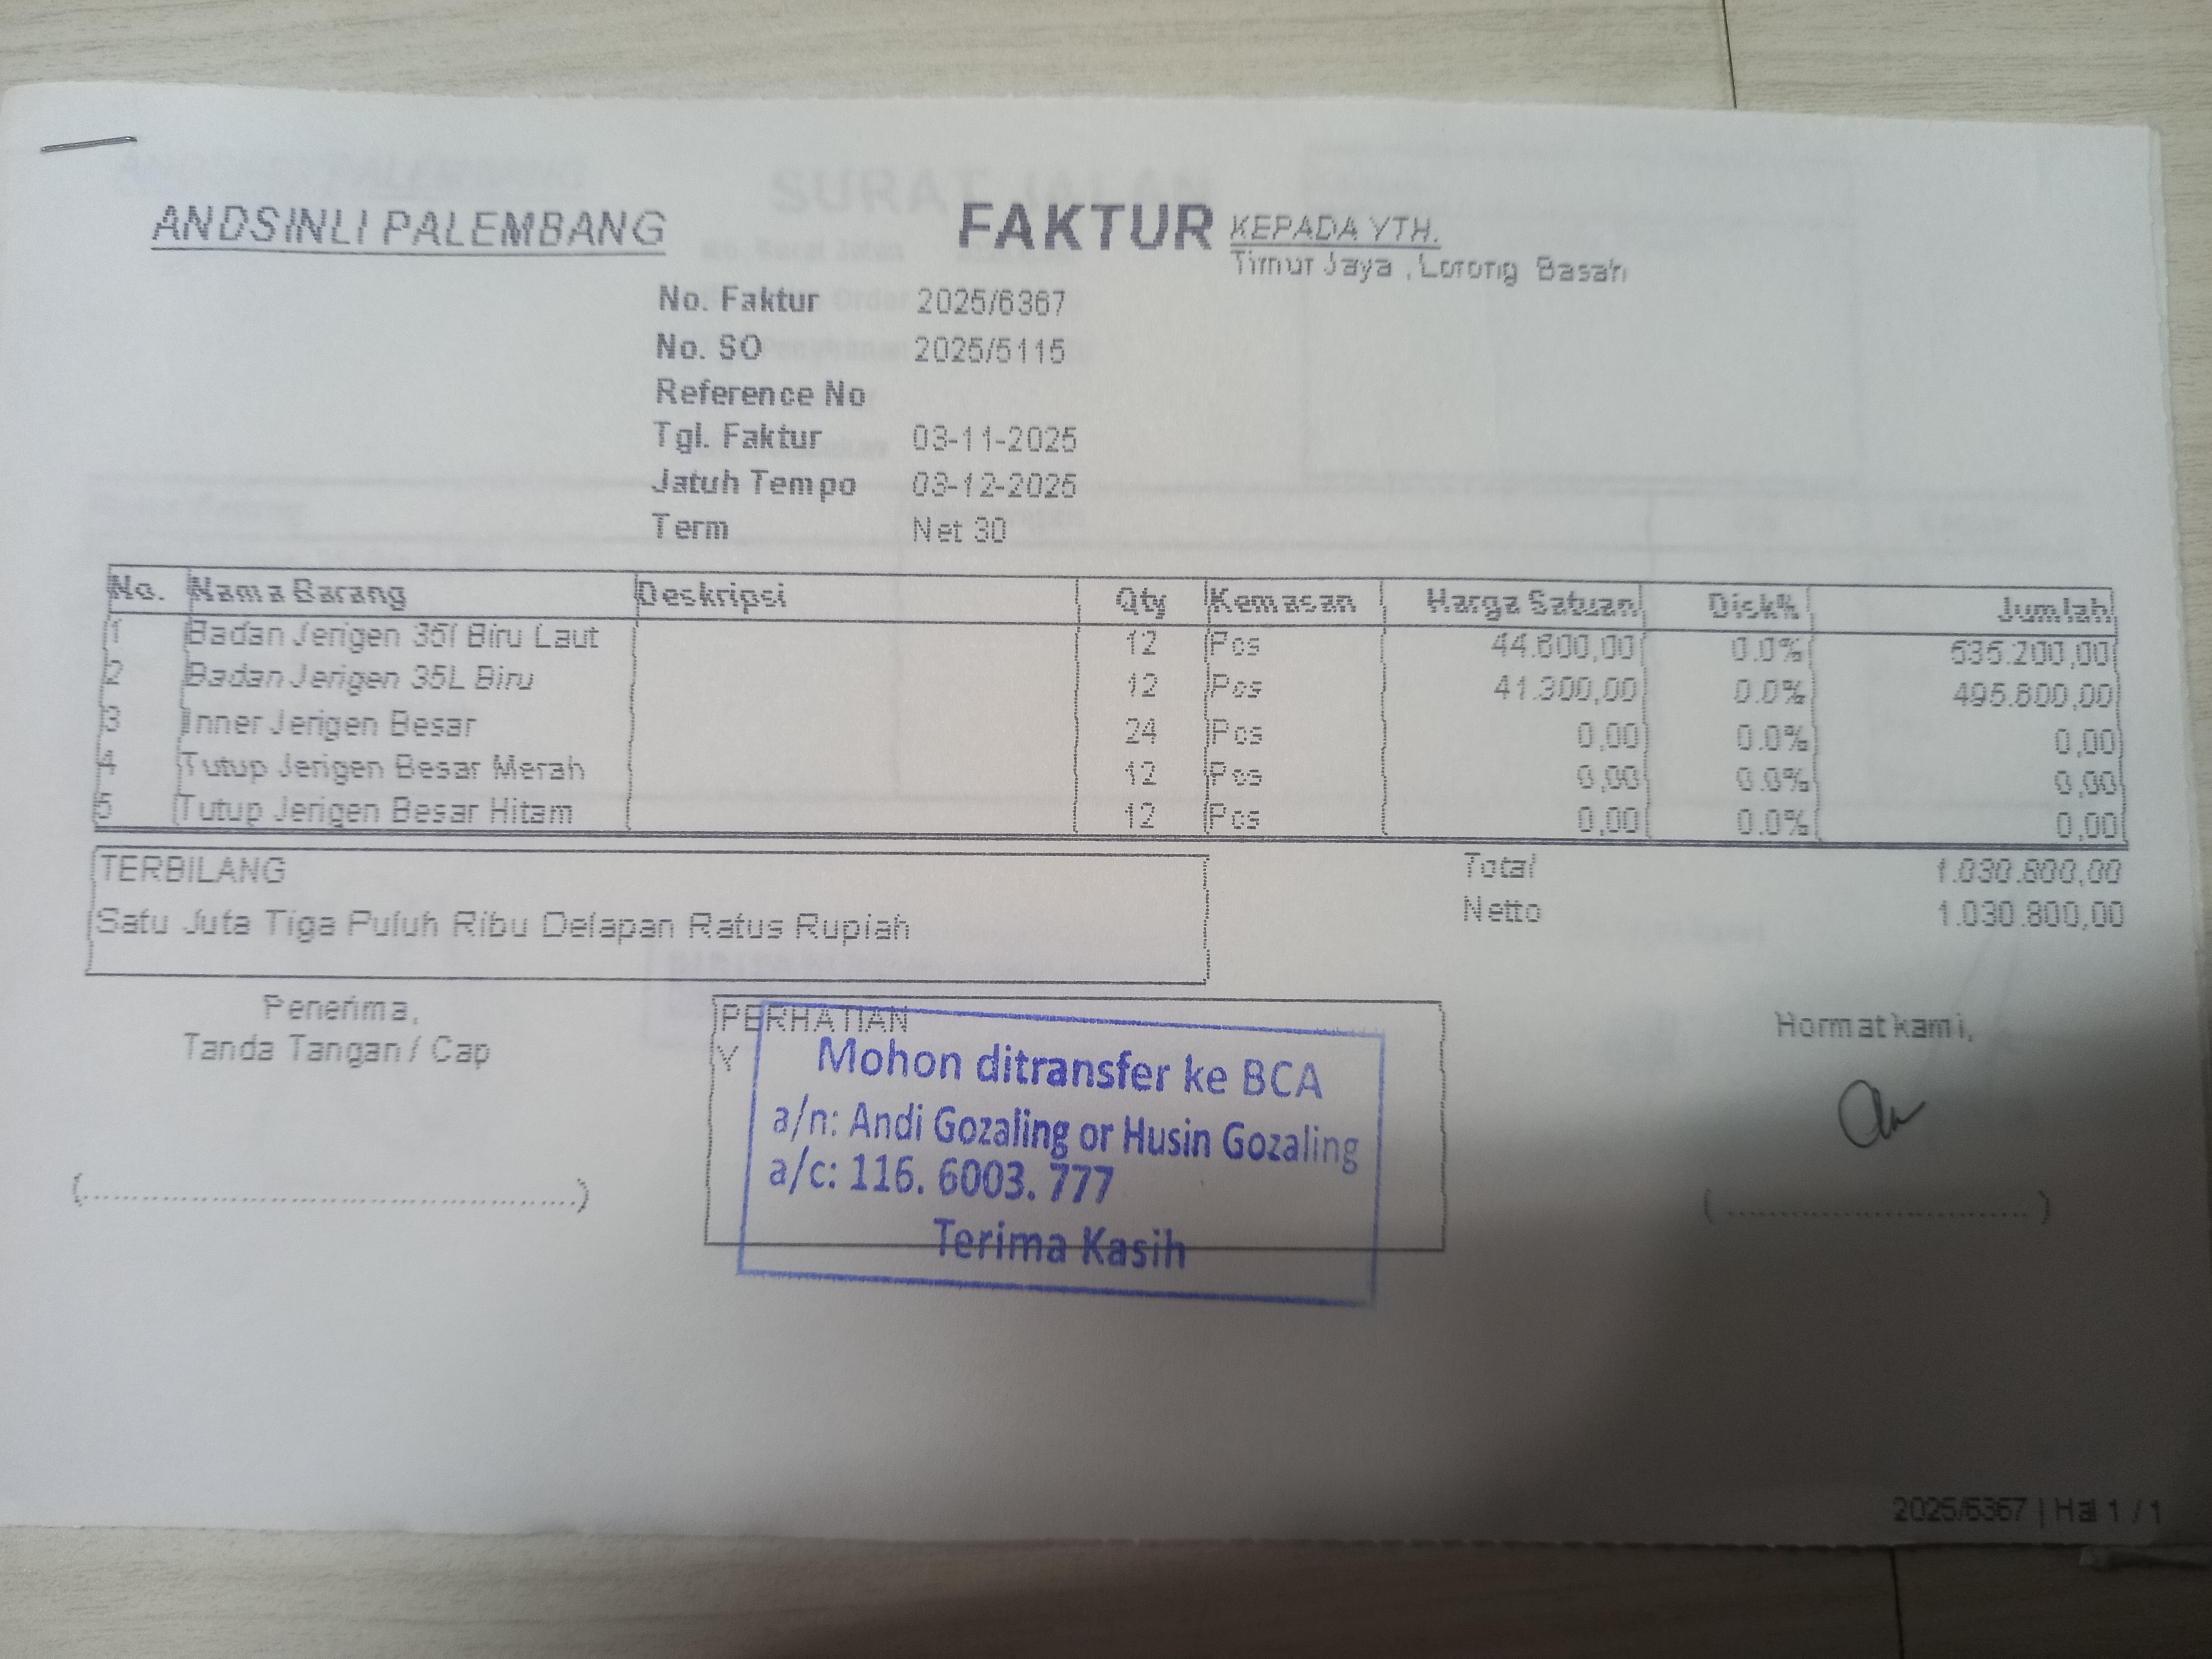 ANDSINLI PALEMBANG
FAKTUR
KEPADA YTH.
Timur Jaya , Lorong Basah
No. Faktur 2025/6367
No. SO 2025/5115
Reference No
Tgl. Faktur 03-11-2025
Jatuh Tempo 03-12-2025
Term Net 30
No. Nama Barang Deskripsi Qty Kemasan Harga Satuan Disk% Jumlah
1 Badan Jerigen 35l Biru Laut 12 Pcs 44.600,00 0.0% 535.200,00
2 Badan Jerigen 35L Biru 12 Pcs 41.300,00 0.0% 495.600,00
3 Inner Jerigen Besar 24 Pcs 0,00 0.0% 0,00
4 Tutup Jerigen Besar Merah 12 Pcs 0,00 0.0% 0,00
5 Tutup Jerigen Besar Hitam 12 Pcs 0,00 0.0% 0,00
TERBILANG
Satu Juta Tiga Puluh Ribu Delapan Ratus Rupiah
Total 1.030.800,00
Netto 1.030.800,00
Penerima,
Tanda Tangan / Cap
(.............................................)
PERHATIAN
Y
Mohon ditransfer ke BCA
a/n: Andi Gozaling or Husin Gozaling
a/c: 116. 6003. 777
Terima Kasih
Hormat kami,
( ............................... )
2025/6367 | Hal 1 / 1